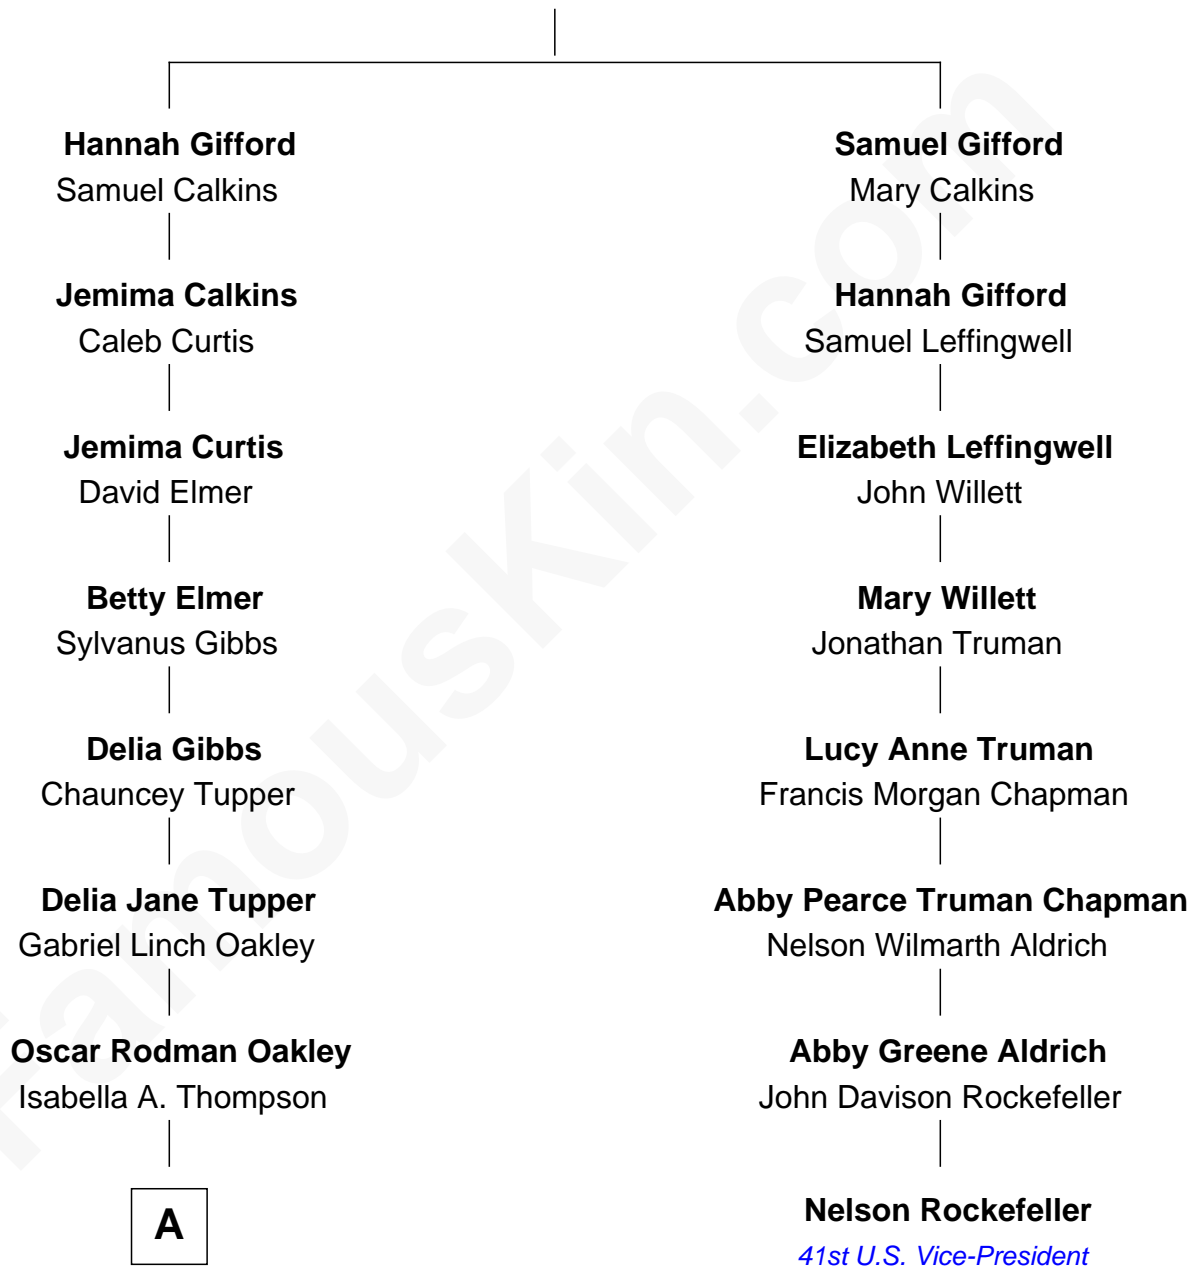 Hannah Gifford
Samuel Calkins
Jemima Calkins
Caleb Curtis
Jemima Curtis
David Elmer
Betty Elmer
Sylvanus Gibbs
Delia Gibbs
Chauncey Tupper
Delia Jane Tupper
Gabriel Linch Oakley
Oscar Rodman Oakley
Isabella A. Thompson
A
Samuel Gifford
Mary Calkins
Hannah Gifford
Samuel Leffingwell
Elizabeth Leffingwell
John Willett
Mary Willett
Jonathan Truman
Lucy Anne Truman
Francis Morgan Chapman
Abby Pearce Truman Chapman
Nelson Wilmarth Aldrich
Abby Greene Aldrich
John Davison Rockefeller
Nelson Rockefeller
41st U.S. Vice-President
FamousKin.com